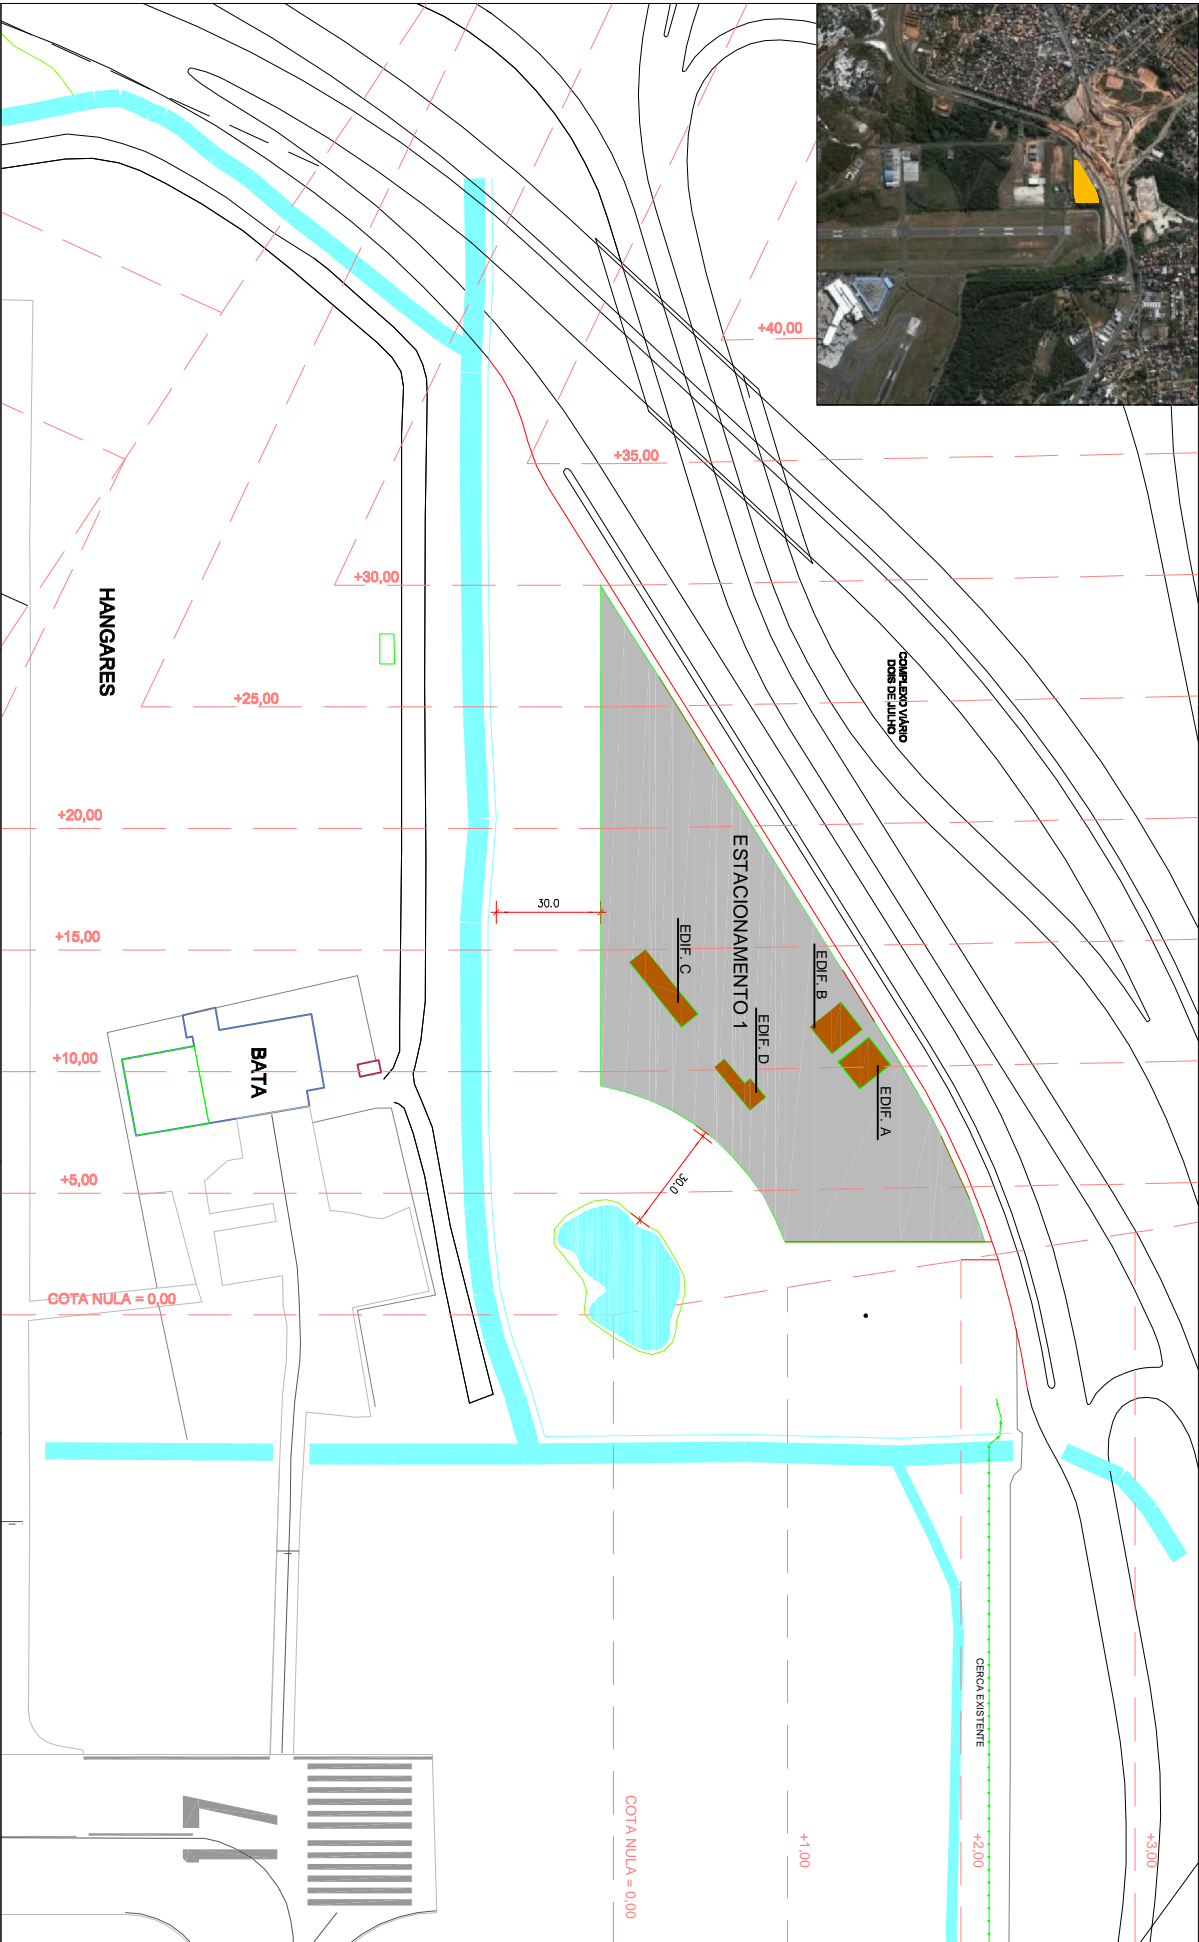 +40,00
+35,00
+30,00
HANGARES
+25,00
COMPLEXO VIÁRIO
DOIS DE JULHO
+20,00
ESTACIONAMENTO 1
30.0
+15,00
EDIF. C
EDIF. B
EDIF. D
+10,00
BATA
EDIF. A
+5,00
30.0
COTA NULA = 0,00
CERCA EXISTENTE
COTA NULA = 0,00
+1,00
+2,00
+3,00